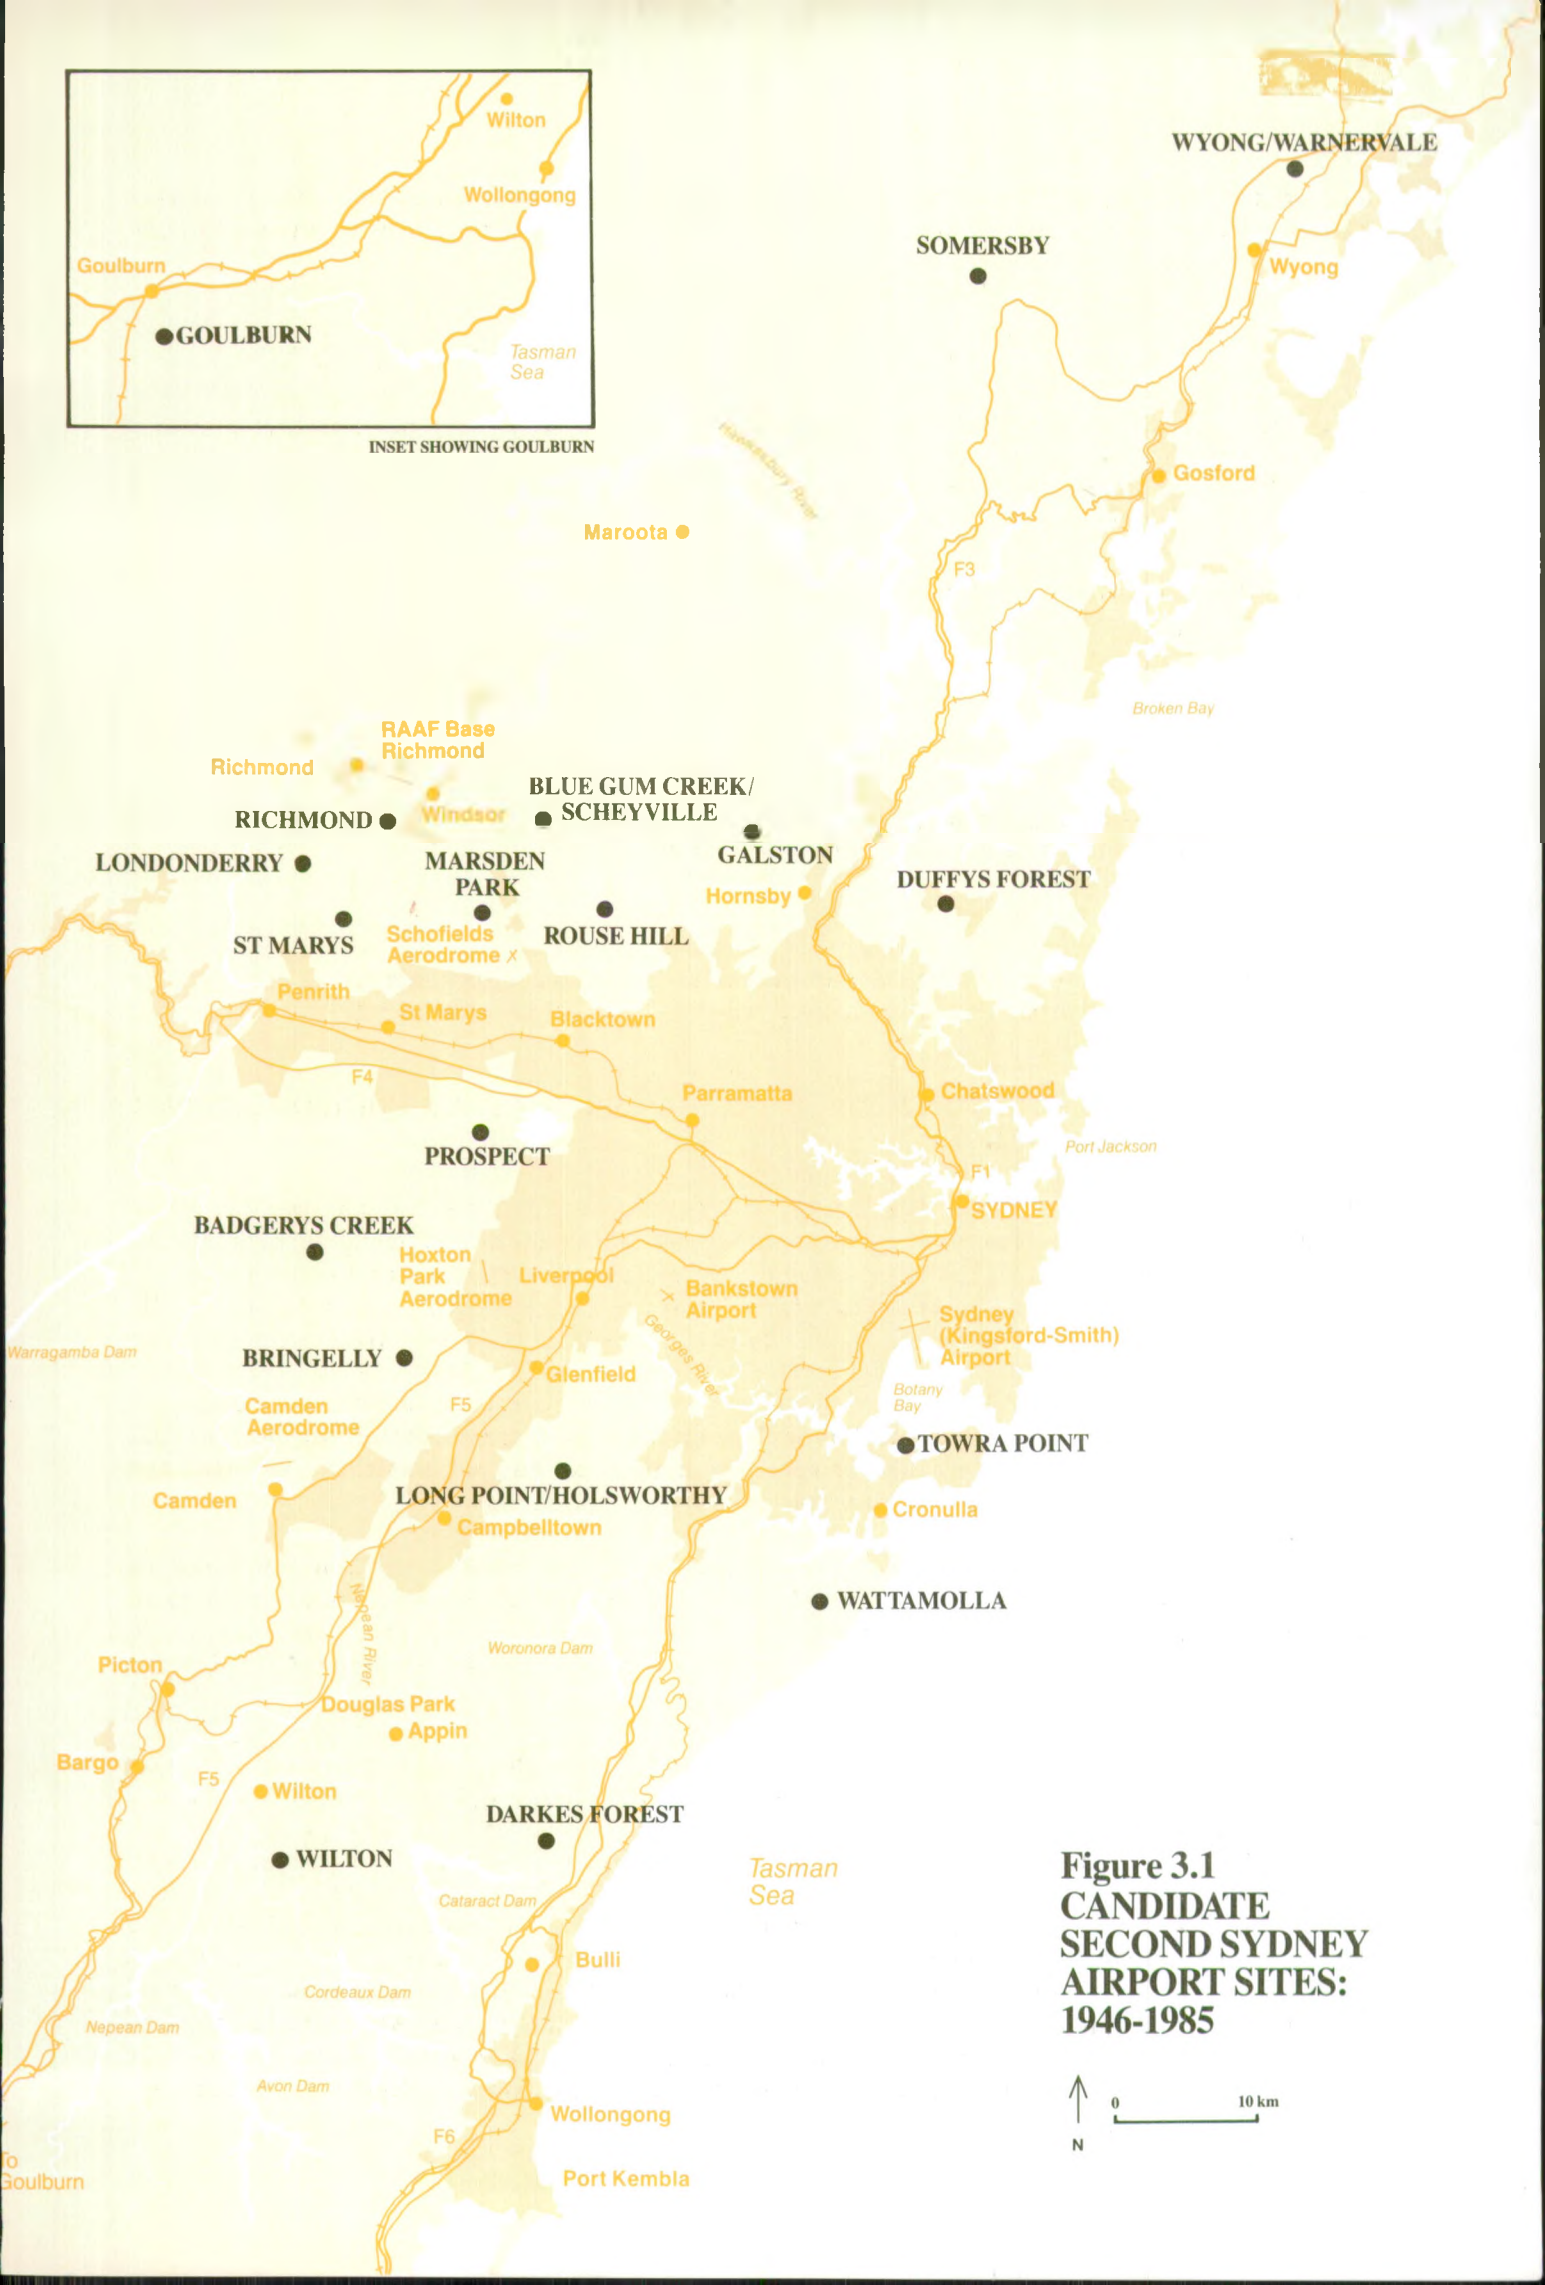 Wilton
Wollongong
Goulburn
GOULBURN
Tasman
Sea
INSET SHOWING GOULBURN
WYONG/WARNERVALE
SOMERSBY
Wyong
Hawkesbury River
Gosford
Maroota
F3
Broken Bay
RAAF Base
Richmond
Richmond
BLUE GUM CREEK/
SCHEYVILLE
RICHMOND
Windsor
LONDONDERRY
MARSDEN
PARK
GALSTON
Hornsby
DUFFYS FOREST
ST MARYS
Schofields
Aerodrome
ROUSE HILL
Penrith
St Marys
Blacktown
F4
Parramatta
Chatswood
PROSPECT
Port Jackson
F1
SYDNEY
BADGERYS CREEK
Hoxton
Park
Aerodrome
Liverpool
Bankstown
Airport
Georges River
Sydney
(Kingsford-Smith)
Airport
Warragamba Dam
BRINGELLY
Glenfield
Camden
Aerodrome
F5
Botany
Bay
TOWRA POINT
Camden
LONG POINT/HOLSWORTHY
Campbelltown
Cronulla
WATTAMOLLA
Nepean River
Woronora Dam
Picton
Douglas Park
Appin
Bargo
F5
Wilton
DARKES FOREST
WILTON
Tasman
Sea
Cataract Dam
Bulli
Cordeaux Dam
Nepean Dam
Avon Dam
Wollongong
F6
To
Goulburn
Port Kembla
Figure 3.1
CANDIDATE
SECOND SYDNEY
AIRPORT SITES:
1946-1985
0
10 km
N